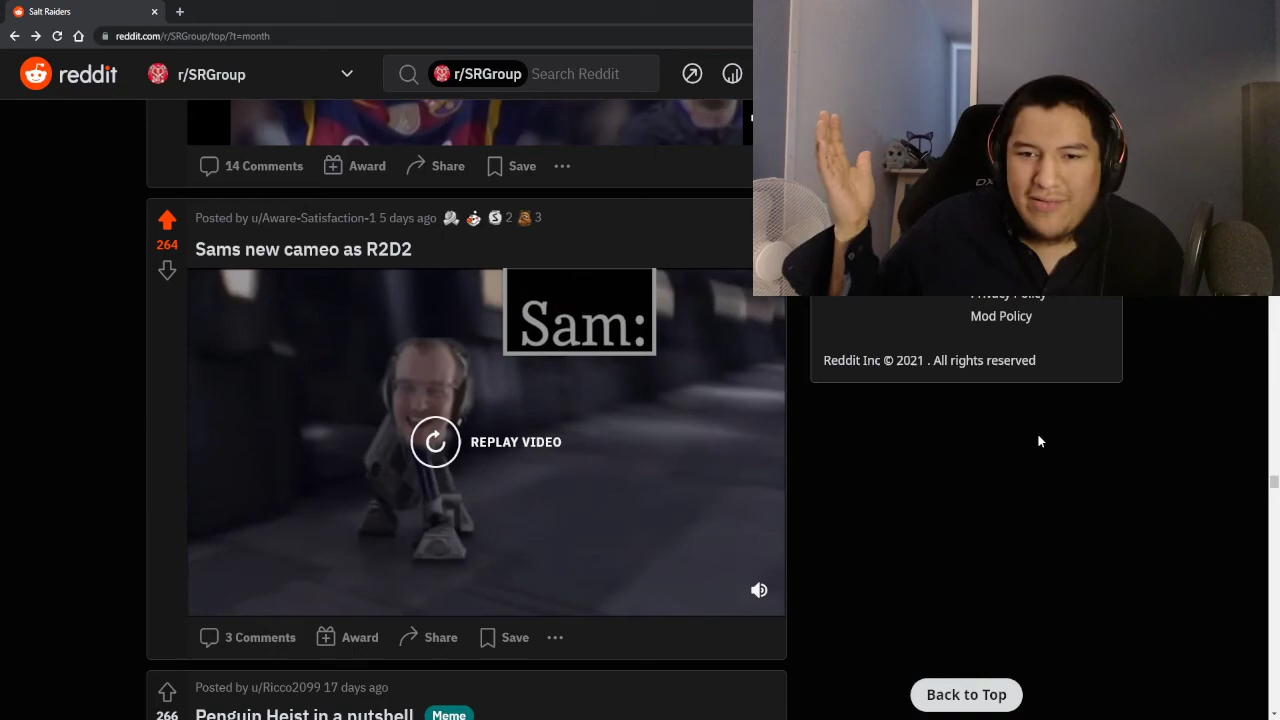 Salt Raiders
reddit.com/r/SRGroup/top/?t=month
reddit
r/SRGroup
r/SRGroup Search Reddit
14 Comments Award Share Save
Posted by u/Aware-Satisfaction-1 5 days ago 2 3
264
Sams new cameo as R2D2
Sam:
REPLAY VIDEO
3 Comments Award Share Save
Privacy Policy
Mod Policy
Reddit Inc © 2021 . All rights reserved
Posted by u/Ricco2099 17 days ago
266
Penguin Heist in a nutshell Meme
Back to Top